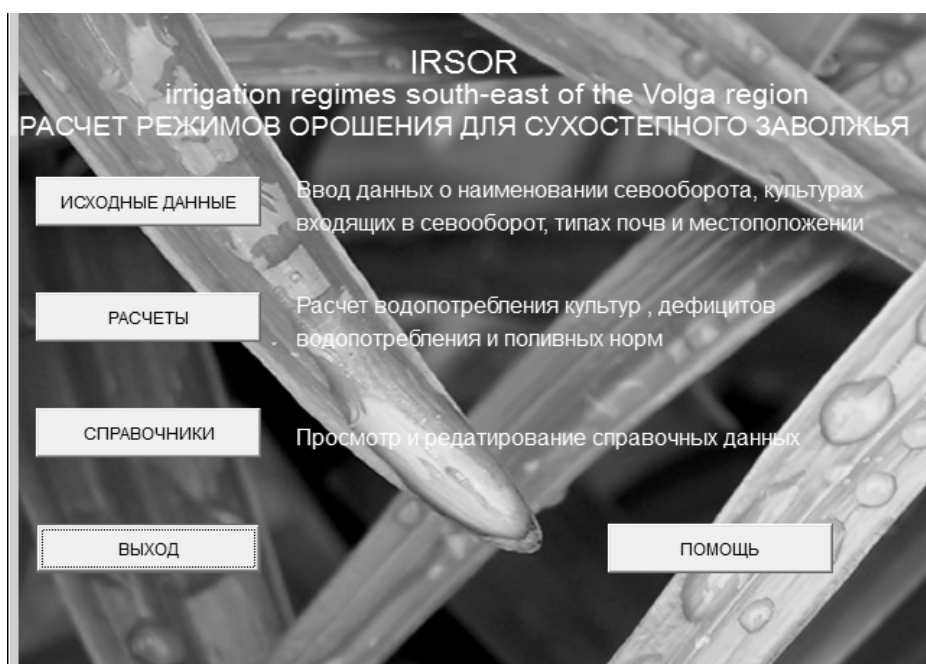 IRSOR
irrigation regimes south-east of the Volga region
РАСЧЕТ РЕЖИМОВ ОРОШЕНИЯ ДЛЯ СУХОСТЕПНОГО ЗАВОЛЖЬЯ
ИСХОДНЫЕ ДАННЫЕ
Ввод данных о наименовании севооборота, культурах
входящих в севооборот, типах почв и местоположении
РАСЧЕТЫ
Расчет водопотребления культур , дефицитов
водопотребления и поливных норм
СПРАВОЧНИКИ
Просмотр и редатирование справочных данных
ВЫХОД
ПОМОЩЬ